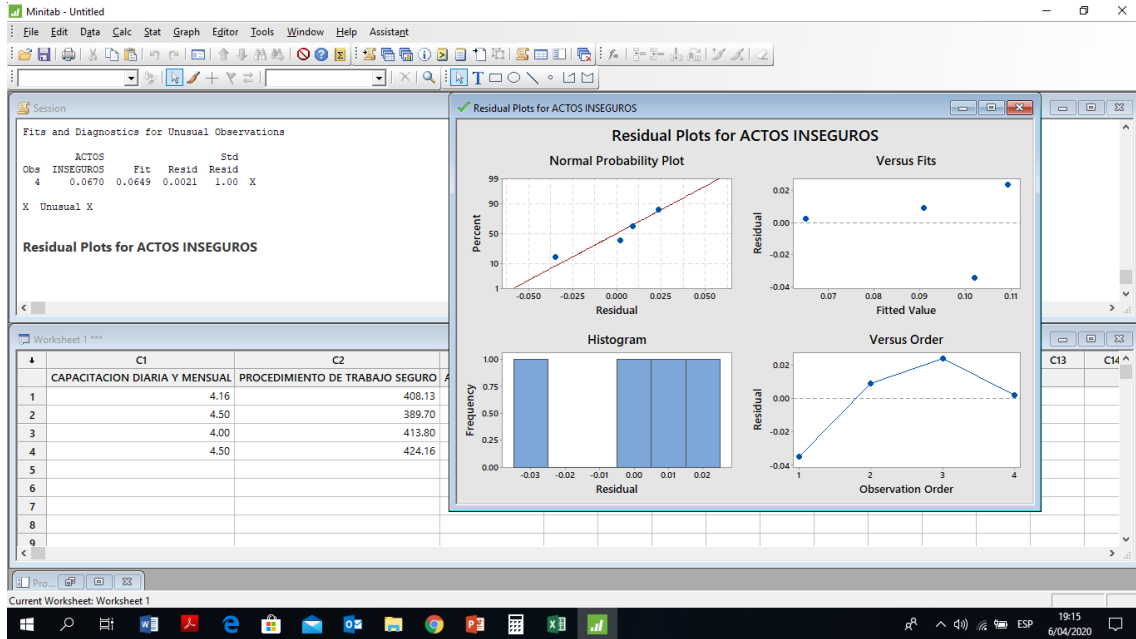 Minitab - Untitled
File Edit Data Calc Stat Graph Editor Tools Window Help Assistant
Session
Fits and Diagnostics for Unusual Observations
ACTOS Std
Obs INSEGUROS Fit Resid Resid
4 0.0670 0.0649 0.0021 1.00 X
X Unusual X
Residual Plots for ACTOS INSEGUROS
Residual Plots for ACTOS INSEGUROS
Residual Plots for ACTOS INSEGUROS
Normal Probability Plot
99
90
50
10
1
Percent
-0.050 -0.025 0.000 0.025 0.050
Residual
Versus Fits
0.02
0.00
-0.02
-0.04
Residual
0.07 0.08 0.09 0.10 0.11
Fitted Value
Histogram
1.00
0.75
0.50
0.25
0.00
Frequency
-0.03 -0.02 -0.01 0.00 0.01 0.02
Residual
Versus Order
0.02
0.00
-0.02
-0.04
Residual
1 2 3 4
Observation Order
Worksheet 1 ***
C1 C2 C13 C14
CAPACITACION DIARIA Y MENSUAL PROCEDIMIENTO DE TRABAJO SEGURO A
1 4.16 408.13
2 4.50 389.70
3 4.00 413.80
4 4.50 424.16
5
6
7
8
9
Pro...
Current Worksheet: Worksheet 1
ESP
19:15
6/04/2020